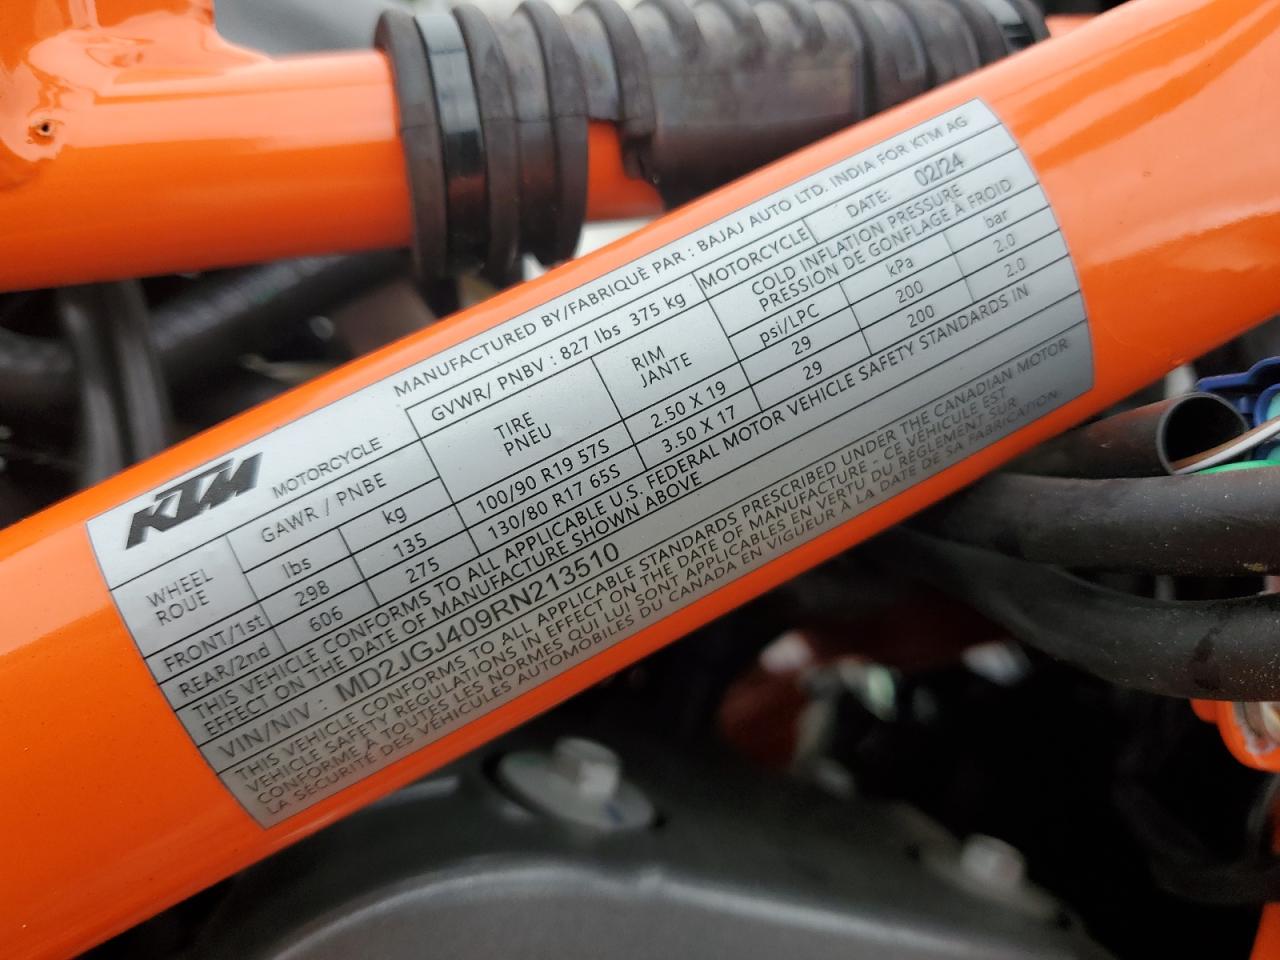 MANUFACTURED BY/FABRIQUÈ PAR : BAJAJ AUTO LTD. INDIA FOR KTM AG
KTM MOTORCYCLE
GVWR/ PNBV : 827 lbs 375 kg MOTORCYCLE DATE: 02/24
WHEEL
ROUE
GAWR / PNBE
lbs kg
TIRE
PNEU
RIM
JANTE
COLD INFLATION PRESSURE
PRESSION DE GONFLAGE À FROID
psi/LPC kPa bar
FRONT/1st 298 135 100/90 R19 57S 2.50 X 19 29 200 2.0
REAR/2nd 606 275 130/80 R17 65S 3.50 X 17 29 200 2.0
THIS VEHICLE CONFORMS TO ALL APPLICABLE U.S. FEDERAL MOTOR VEHICLE SAFETY STANDARDS IN
EFFECT ON THE DATE OF MANUFACTURE SHOWN ABOVE
VIN/NIV : MD2JGJ409RN213510
THIS VEHICLE CONFORMS TO ALL APPLICABLE STANDARDS PRESCRIBED UNDER THE CANADIAN MOTOR
VEHICLE SAFETY REGULATIONS IN EFFECT ON THE DATE OF MANUFACTURE - CE VÉHICULE EST
CONFORME À TOUTES LES NORMES QUI LUI SONT APPLICABLES EN VERTU DU RÈGLEMENT SUR
LA SÉCURITÉ DES VÉHICULES AUTOMOBILES DU CANADA EN VIGUEUR À LA DATE DE SA FABRICATION.